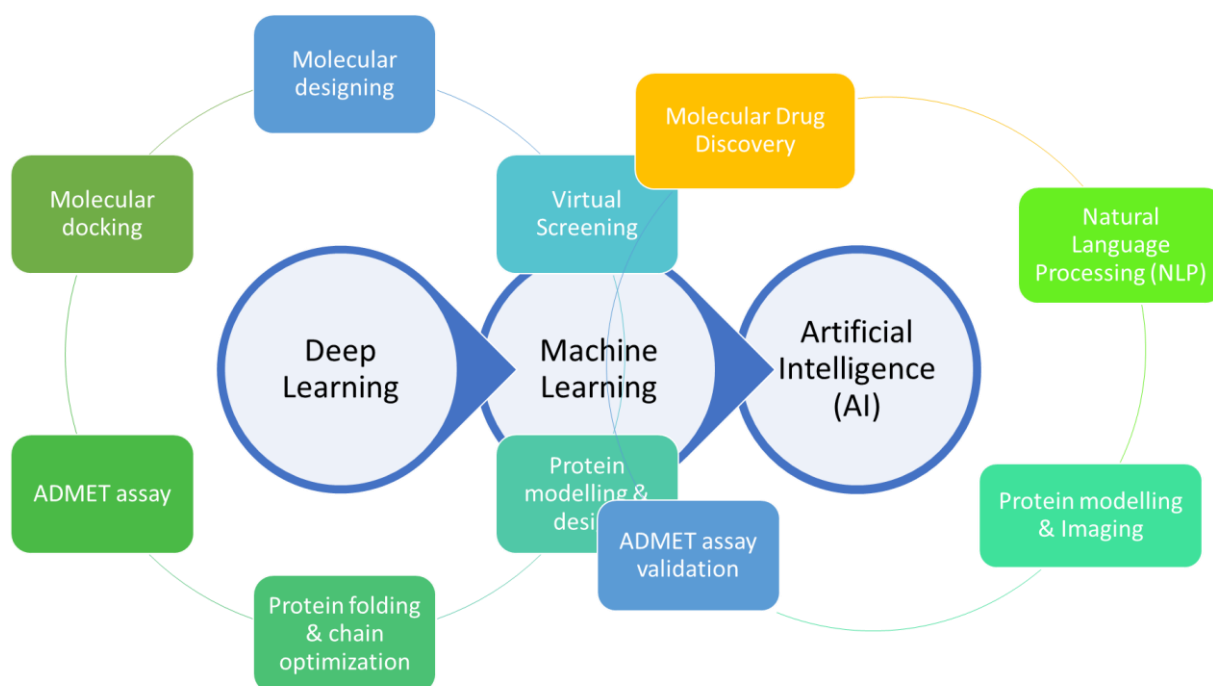 Molecular
designing
Molecular Drug
Discovery
Molecular
docking
Virtual
Screening
Natural
Language
Processing (NLP)
Deep
Learning
Machine
Learning
Artificial
Intelligence
(AI)
ADMET assay
Protein
modelling &
ADMET assay
validation
Protein modelling
& Imaging
Protein folding
& chain
optimization